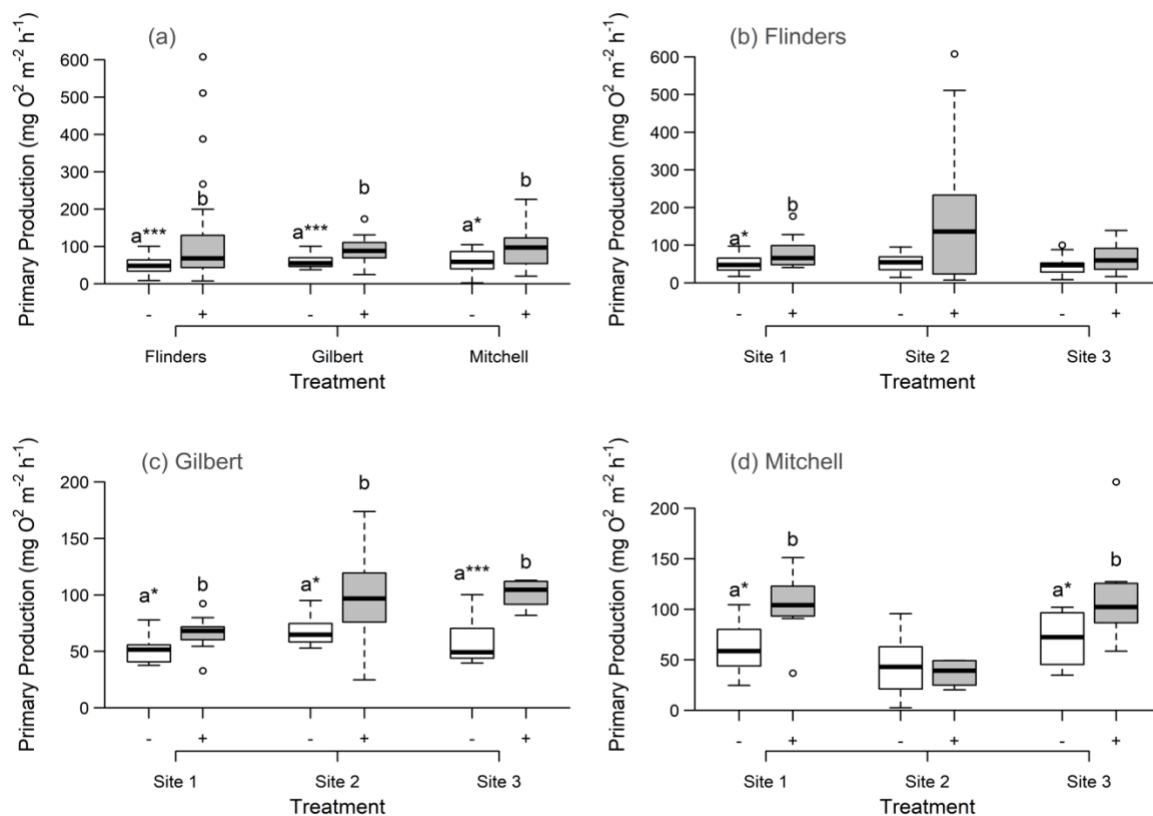 (a)
Primary Production (mg O² m⁻² h⁻¹)
600
500
400
300
200
100
0
a***
b
a***
b
a*
b
- + - + - +
Flinders Gilbert Mitchell
Treatment
(b) Flinders
Primary Production (mg O² m⁻² h⁻¹)
600
500
400
300
200
100
0
a*
b
- + - + - +
Site 1 Site 2 Site 3
Treatment
(c) Gilbert
Primary Production (mg O² m⁻² h⁻¹)
200
150
100
50
0
a*
b
a*
b
a***
b
- + - + - +
Site 1 Site 2 Site 3
Treatment
(d) Mitchell
Primary Production (mg O² m⁻² h⁻¹)
200
150
100
50
0
a*
b
a*
b
- + - + - +
Site 1 Site 2 Site 3
Treatment